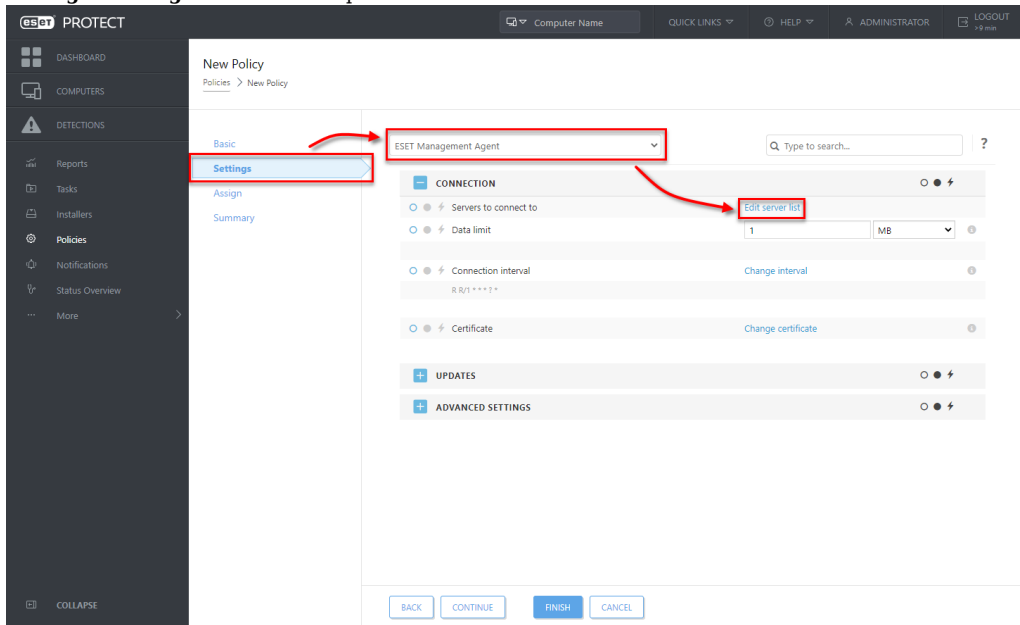 eset PROTECT
Computer Name
QUICK LINKS
HELP
ADMINISTRATOR
LOGOUT
>9 min
DASHBOARD
COMPUTERS
DETECTIONS
Reports
Tasks
Installers
Policies
Notifications
Status Overview
More
COLLAPSE
New Policy
Policies > New Policy
Basic
Settings
Assign
Summary
ESET Management Agent
Type to search...
?
CONNECTION
Servers to connect to Edit server list
Data limit 1 MB
Connection interval Change interval
R R/1 * * * ? *
Certificate Change certificate
UPDATES
ADVANCED SETTINGS
BACK CONTINUE FINISH CANCEL